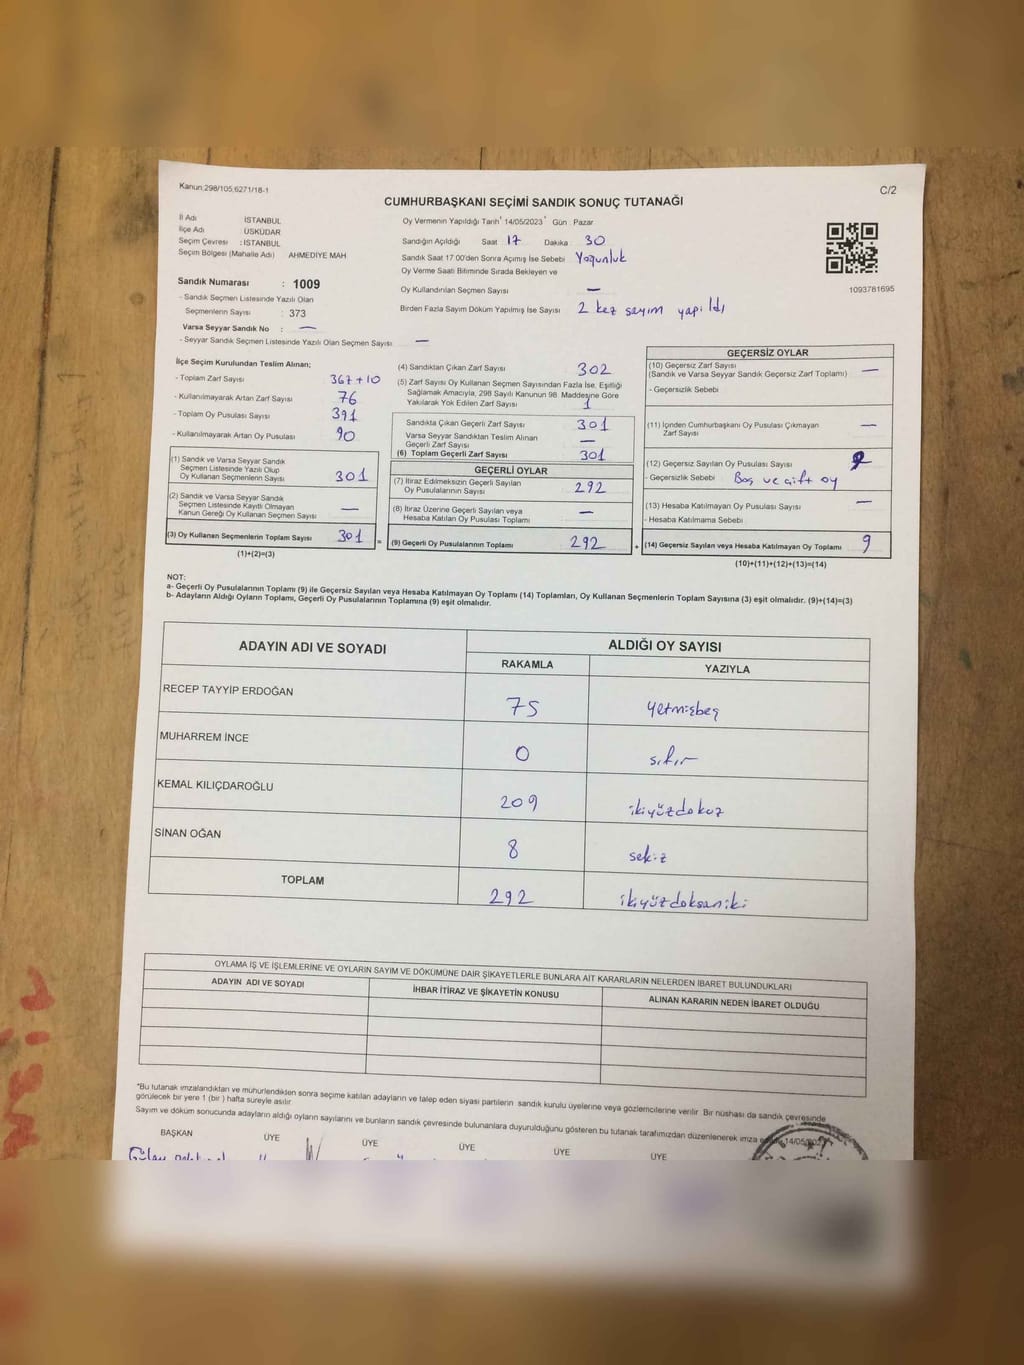 Kanun:298/105,6271/18-1
C/2
CUMHURBAŞKANI SEÇİMİ SANDIK SONUÇ TUTANAĞI
İl Adı İSTANBUL
İlçe Adı ÜSKÜDAR
Seçim Çevresi : İSTANBUL
Seçim Bölgesi (Mahalle Adı) AHMEDİYE MAH
Sandık Numarası : 1009
- Sandık Seçmen Listesinde Yazılı Olan
Seçmenlerin Sayısı : 373
Varsa Seyyar Sandık No : —
- Seyyar Sandık Seçmen Listesinde Yazılı Olan Seçmen Sayısı —
Oy Vermenin Yapıldığı Tarih 14/05/2023 Gün : Pazar
Sandığın Açıldığı Saat 17 Dakika 30
Sandık Saat 17:00'den Sonra Açımış İse Sebebi Yoğunluk
Oy Verme Saati Bitiminde Sırada Bekleyen ve
Oy Kullandırılan Seçmen Sayısı —
Birden Fazla Sayım Döküm Yapılmış İse Sayısı 2 kez sayım yapıldı
1093781695
İlçe Seçim Kurulundan Teslim Alınan;
- Toplam Zarf Sayısı 367+10
- Kullanılmayarak Artan Zarf Sayısı 76
- Toplam Oy Pusulası Sayısı 391
- Kullanılmayarak Artan Oy Pusulası 90
(1) Sandık ve Varsa Seyyar Sandık
Seçmen Listesinde Yazılı Olup
Oy Kullanan Seçmenlerin Sayısı 301
(2) Sandık ve Varsa Seyyar Sandık
Seçmen Listesinde Kayıtlı Olmayan
Kanun Gereği Oy Kullanan Seçmen Sayısı —
(3) Oy Kullanan Seçmenlerin Toplam Sayısı 301 =
(1)+(2)=(3)
(4) Sandıktan Çıkan Zarf Sayısı 302
(5) Zarf Sayısı Oy Kullanan Seçmen Sayısından Fazla İse, Eşitliği
Sağlamak Amacıyla, 298 Sayılı Kanunun 98. Maddesine Göre
Yakılarak Yok Edilen Zarf Sayısı 1
Sandıkta Çıkan Geçerli Zarf Sayısı 301
Varsa Seyyar Sandıktan Teslim Alınan
Geçerli Zarf Sayısı —
(6) Toplam Geçerli Zarf Sayısı 301
GEÇERLİ OYLAR
(7) İtiraz Edilmeksizin Geçerli Sayılan
Oy Pusulalarının Sayısı 292
(8) İtiraz Üzerine Geçerli Sayılan veya
Hesaba Katılan Oy Pusulası Toplamı —
(9) Geçerli Oy Pusulalarının Toplamı 292 +
GEÇERSİZ OYLAR
(10) Geçersiz Zarf Sayısı
(Sandık ve Varsa Seyyar Sandık Geçersiz Zarf Toplamı) —
- Geçersizlik Sebebi
(11) İçinden Cumhurbaşkanı Oy Pusulası Çıkmayan
Zarf Sayısı —
(12) Geçersiz Sayılan Oy Pusulası Sayısı
- Geçersizlik Sebebi Boş ve çift oy
(13) Hesaba Katılmayan Oy Pusulası Sayısı —
- Hesaba Katılmama Sebebi
(14) Geçersiz Sayılan veya Hesaba Katılmayan Oy Toplamı 9
(10)+(11)+(12)+(13)=(14)
NOT:
a- Geçerli Oy Pusulalarının Toplamı (9) ile Geçersiz Sayılan veya Hesaba Katılmayan Oy Toplamı (14) Toplamları, Oy Kullanan Seçmenlerin Toplam Sayısına (3) eşit olmalıdır. (9)+(14)=(3)
b- Adayların Aldığı Oyların Toplamı, Geçerli Oy Pusulalarının Toplamına (9) eşit olmalıdır.
ADAYIN ADI VE SOYADI ALDIĞI OY SAYISI
RAKAMLA YAZIYLA
RECEP TAYYİP ERDOĞAN 75 yetmişbeş
MUHARREM İNCE 0 sıfır
KEMAL KILIÇDAROĞLU 209 ikiyüzdokuz
SİNAN OĞAN 8 sekiz
TOPLAM 292 ikiyüzdoksaniki
OYLAMA İŞ VE İŞLEMLERİNE VE OYLARIN SAYIM VE DÖKÜMÜNE DAİR ŞİKAYETLERLE BUNLARA AİT KARARLARIN NELERDEN İBARET BULUNDUKLARI
ADAYIN ADI VE SOYADI İHBAR İTİRAZ VE ŞİKAYETİN KONUSU ALINAN KARARIN NEDEN İBARET OLDUĞU
*Bu tutanak imzalandıktan ve mühürlendikten sonra seçime katılan adayların ve talep eden siyasi partilerin sandık kurulu üyelerine veya gözlemcilerine verilir. Bir nüshası da sandık çevresinde
görülecek bir yere 1 (bir) hafta süreyle asılır.
Sayım ve döküm sonucunda adayların aldığı oyların sayılarını ve bunların sandık çevresinde bulunanlara duyurulduğunu gösteren bu tutanak tarafımızdan düzenlenerek imza 14/05/2023
BAŞKAN ÜYE ÜYE ÜYE ÜYE ÜYE